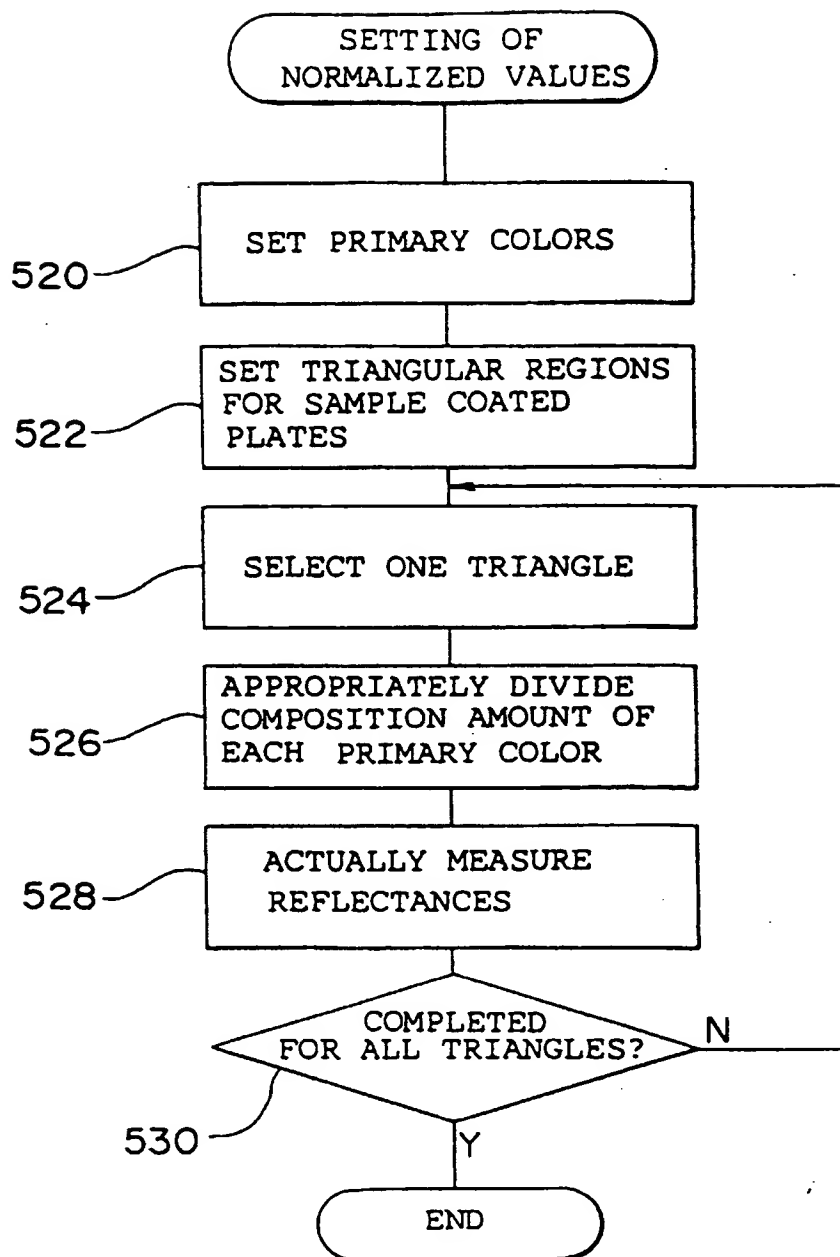 SETTING OF
NORMALIZED VALUES
520
SET PRIMARY COLORS
522
SET TRIANGULAR REGIONS
FOR SAMPLE COATED
PLATES
524
SELECT ONE TRIANGLE
526
APPROPRIATELY DIVIDE
COMPOSITION AMOUNT OF
EACH PRIMARY COLOR
528
ACTUALLY MEASURE
REFLECTANCES
530
COMPLETED
FOR ALL TRIANGLES?
N
Y
END